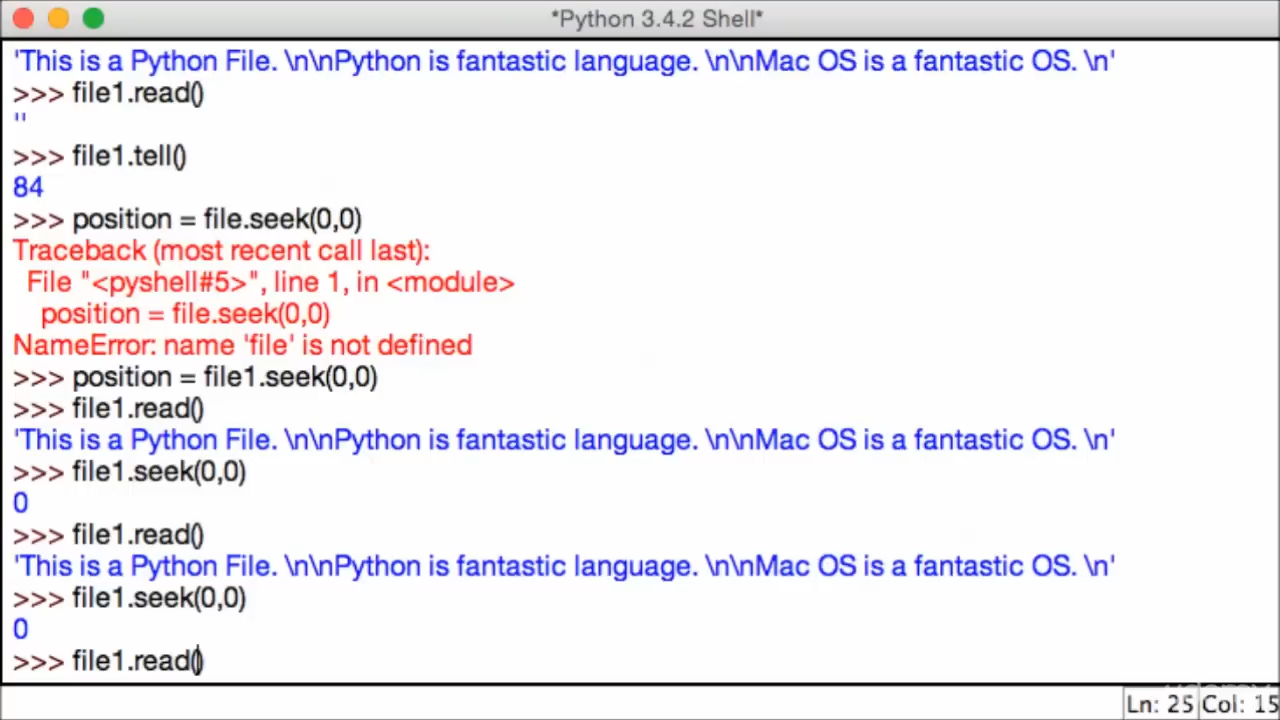 *Python 3.4.2 Shell*
'This is a Python File. \n\nPython is fantastic language. \n\nMac OS is a fantastic OS. \n'
>>> file1.read()
''
>>> file1.tell()
84
>>> position = file.seek(0,0)
Traceback (most recent call last):
  File "<pyshell#5>", line 1, in <module>
    position = file.seek(0,0)
NameError: name 'file' is not defined
>>> position = file1.seek(0,0)
>>> file1.read()
'This is a Python File. \n\nPython is fantastic language. \n\nMac OS is a fantastic OS. \n'
>>> file1.seek(0,0)
0
>>> file1.read()
'This is a Python File. \n\nPython is fantastic language. \n\nMac OS is a fantastic OS. \n'
>>> file1.seek(0,0)
0
>>> file1.read()
Ln: 25 Col: 15